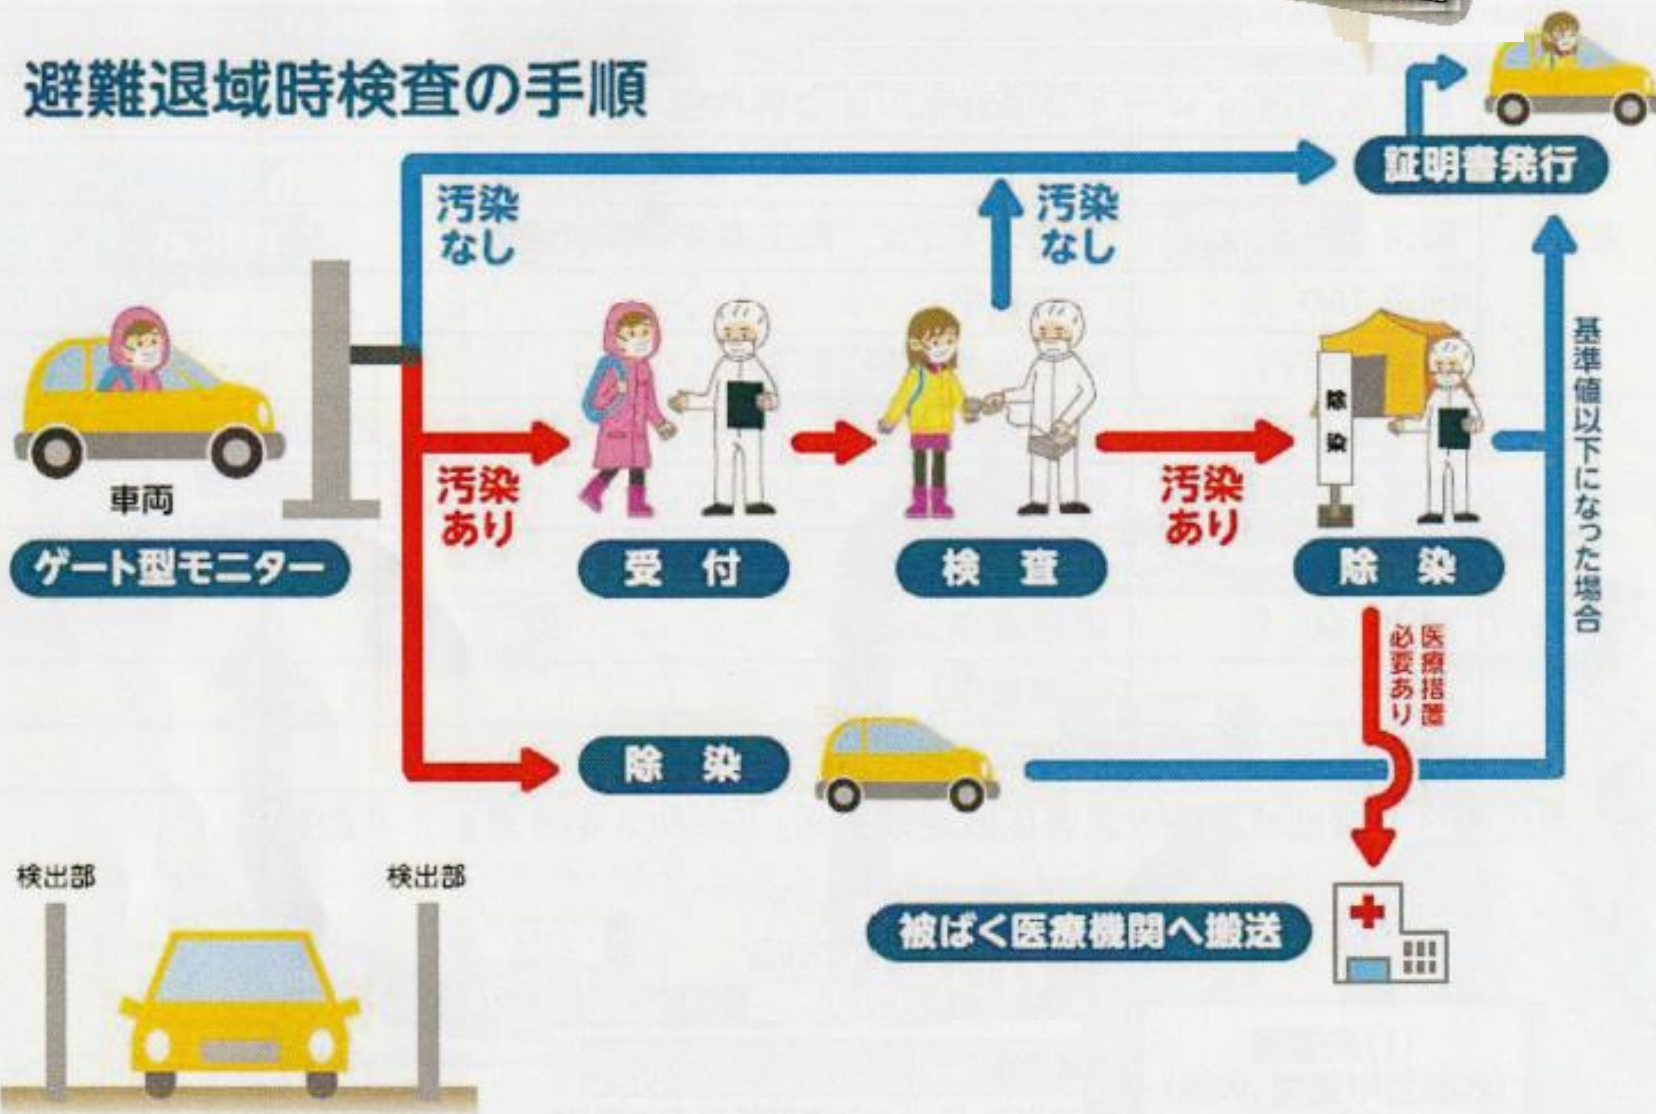 避難退域時検査の手順
証明書発行
汚染
なし
汚染
なし
車両
ゲート型モニター
汚染
あり
受付
検査
汚染
あり
除染
除染
基準値以下になった場合
医療措置
必要あり
除染
検出部
検出部
被ばく医療機関へ搬送